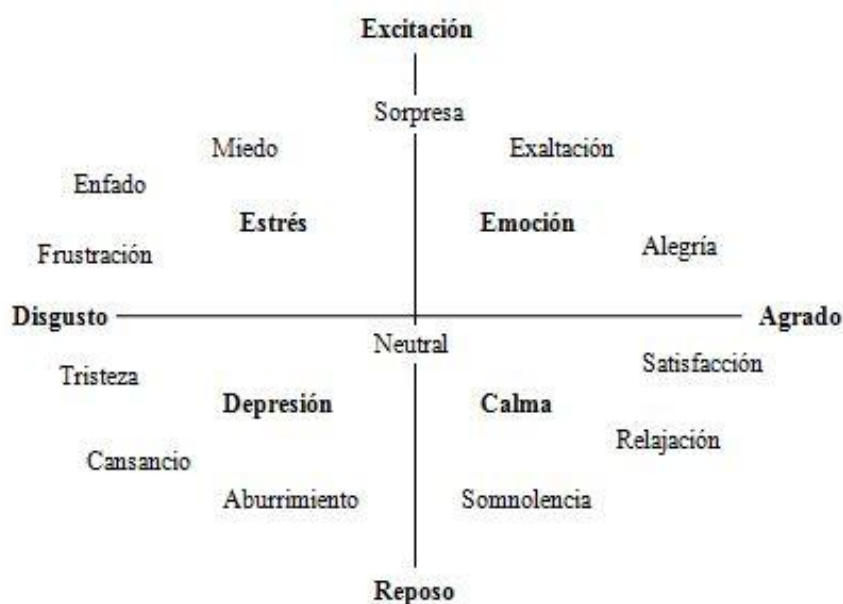 Excitación
Sorpresa
Miedo Exaltación
Enfado
Estrés Emoción
Alegría
Frustración
Disgusto Agrado
Neutral
Satisfacción
Tristeza
Depresión Calma
Relajación
Cansancio
Aburrimiento Somnolencia
Reposo